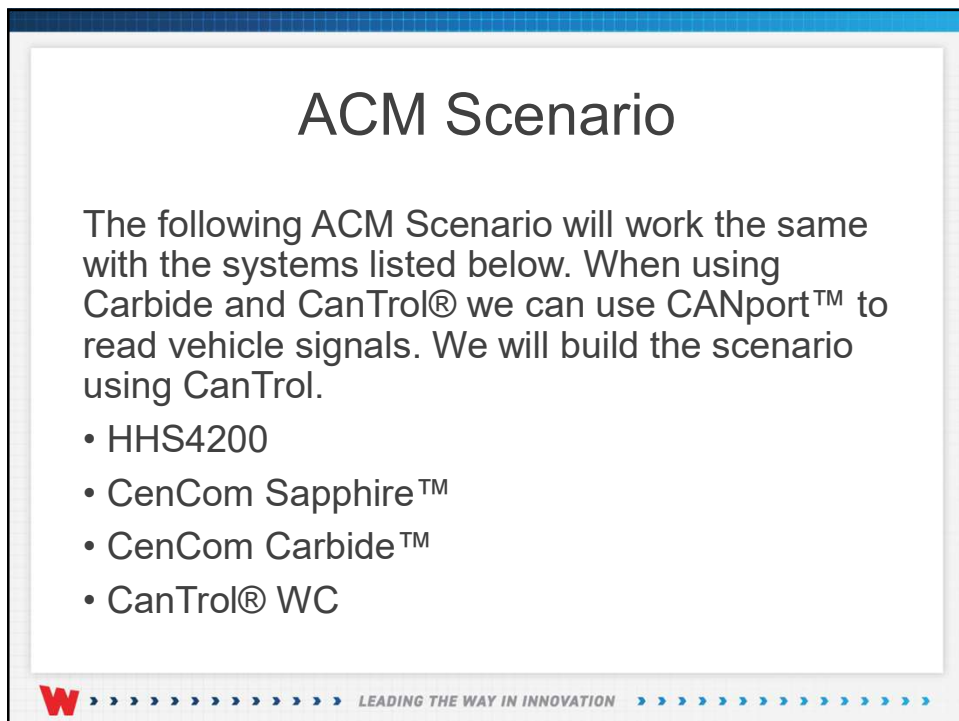 ACM Scenario
The following ACM Scenario will work the same
with the systems listed below. When using
Carbide and CanTrol® we can use CANport™ to
read vehicle signals. We will build the scenario
using CanTrol.
• HHS4200
• CenCom Sapphire™
• CenCom Carbide™
• CanTrol® WC
W LEADING THE WAY IN INNOVATION